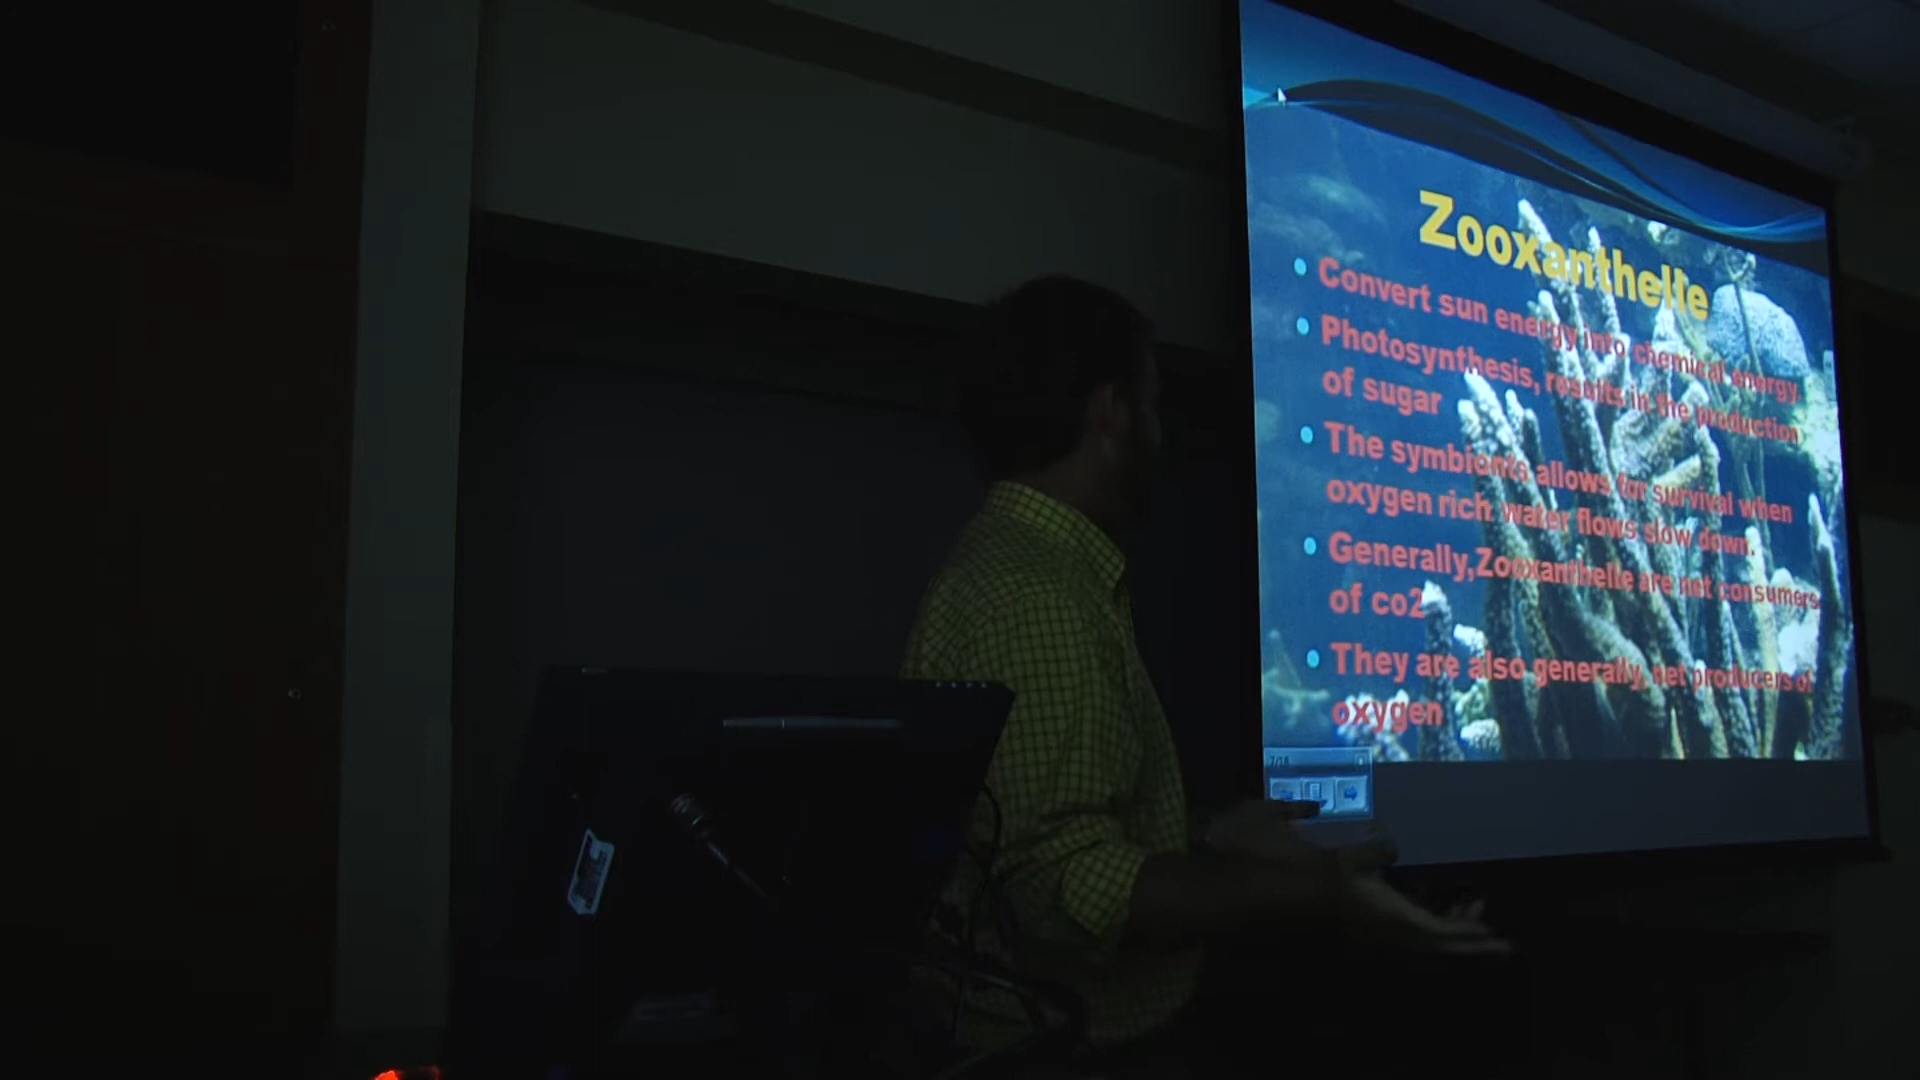 Zooxanthelle
Convert sun energy into chemical energy
Photosynthesis, results in the production
of sugar
The symbionts allows for survival when
oxygen rich water flows slow down.
Generally,Zooxanthelle are net consumers
of co2
They are also generally, net producers of
oxygen
7/18